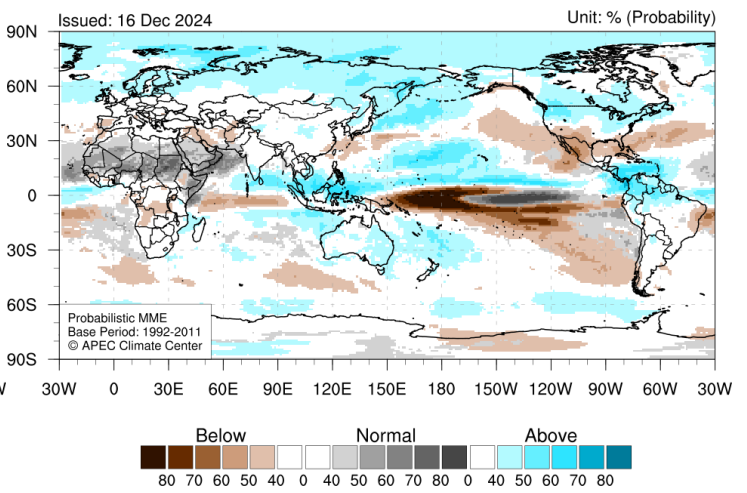 Issued: 16 Dec 2024
Unit: % (Probability)
90N
60N
30N
0
30S
60S
90S
Probabilistic MME
Base Period: 1992-2011
© APEC Climate Center
W 30W 0 30E 60E 90E 120E 150E 180 150W 120W 90W 60W 30W
Below Normal Above
80 70 60 50 40 0 40 50 60 70 80 0 40 50 60 70 80